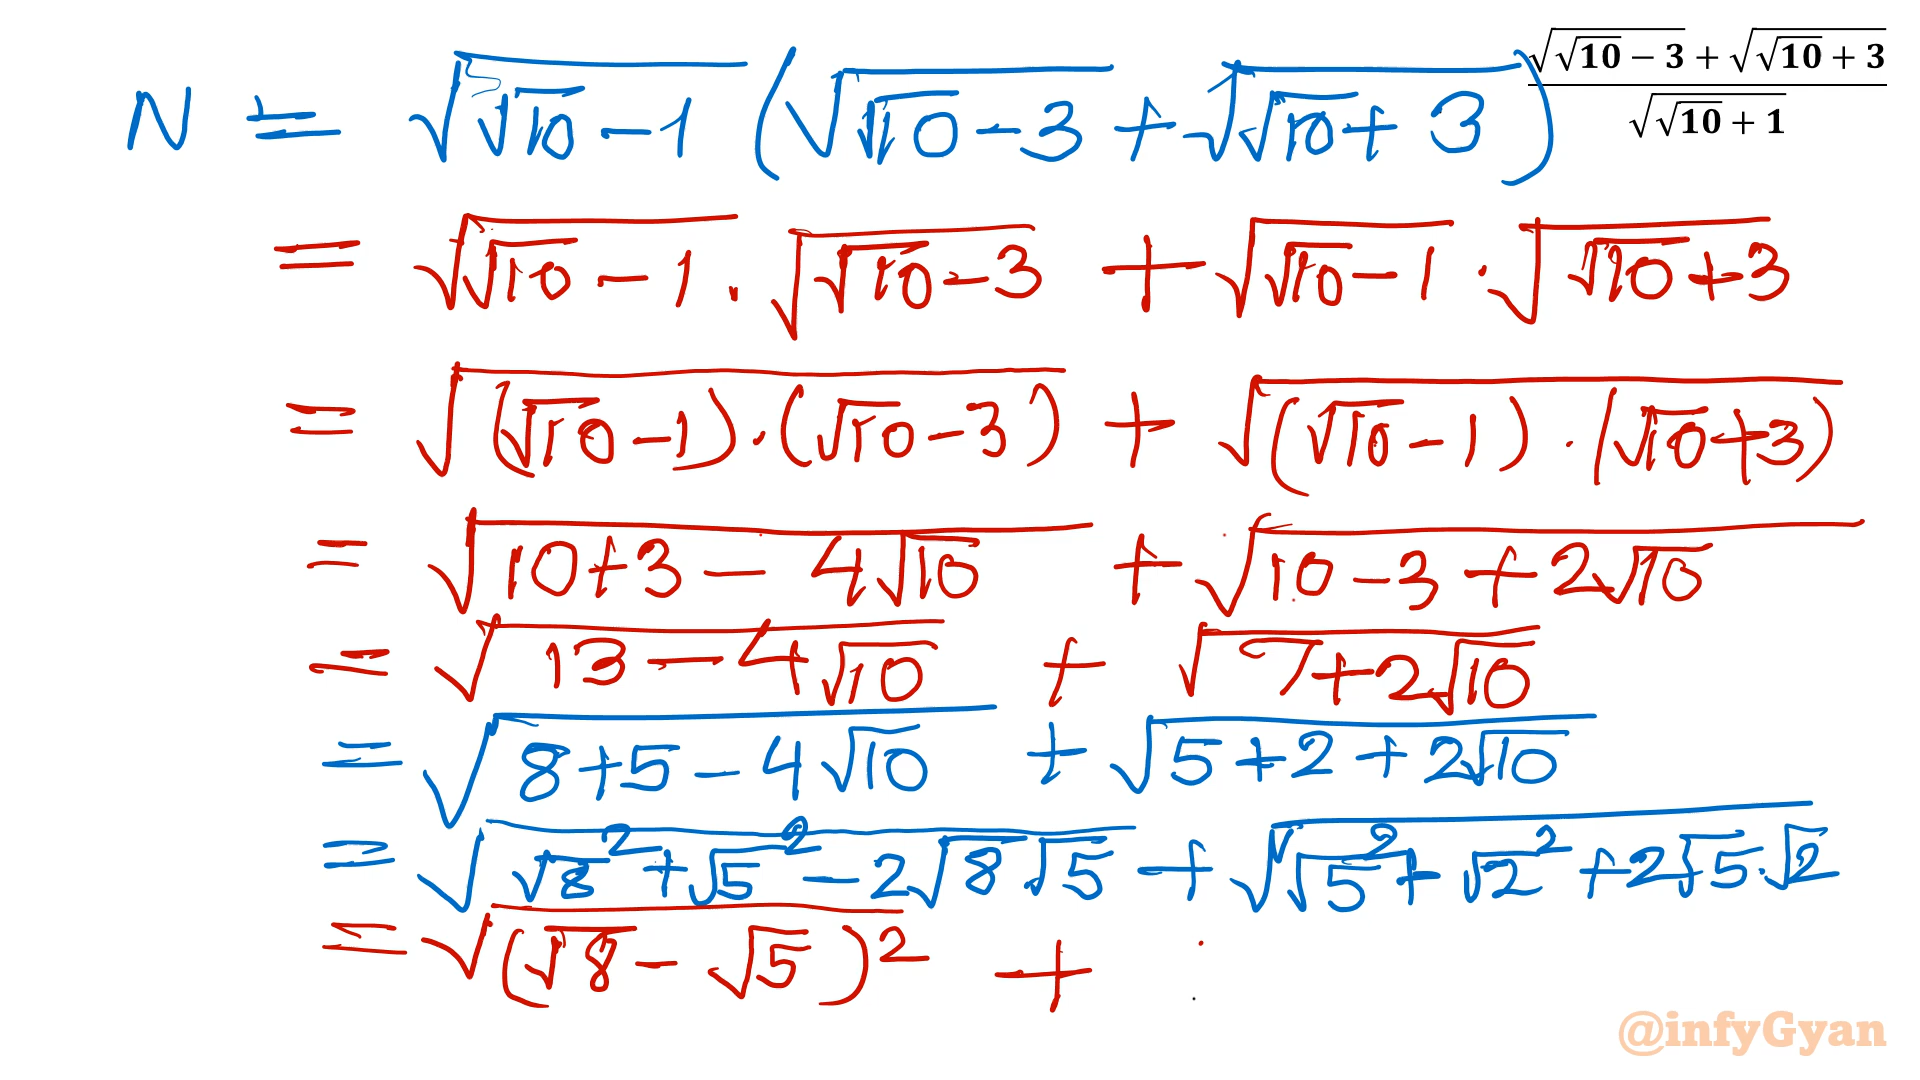 N = √(√10 − 1) (√(√10 − 3) + √(√10 + 3))
(√(√10 − 3) + √(√10 + 3)) / √(√10 + 1)
= √(√10 − 1) . √(√10 − 3) + √(√10 − 1) . √(√10 + 3)
= √((√10 − 1) . (√10 − 3)) + √((√10 − 1) . (√10 + 3))
= √(10 + 3 − 4√10) + √(10 − 3 + 2√10)
= √(13 − 4√10) + √(7 + 2√10)
= √(8 + 5 − 4√10) + √(5 + 2 + 2√10)
= √(√8² + √5² − 2√8 √5) + √(√5² + √2² + 2√5 . √2)
= √((√8 − √5)²) +
@infyGyan